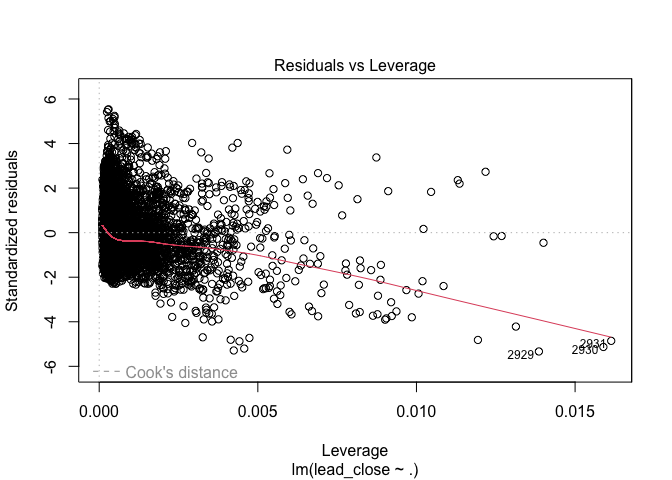 Residuals vs Leverage
Standardized residuals
6
4
2
0
-2
-4
-6
2931
2930
2929
Cook's distance
0.000 0.005 0.010 0.015
Leverage
lm(lead_close ~ .)